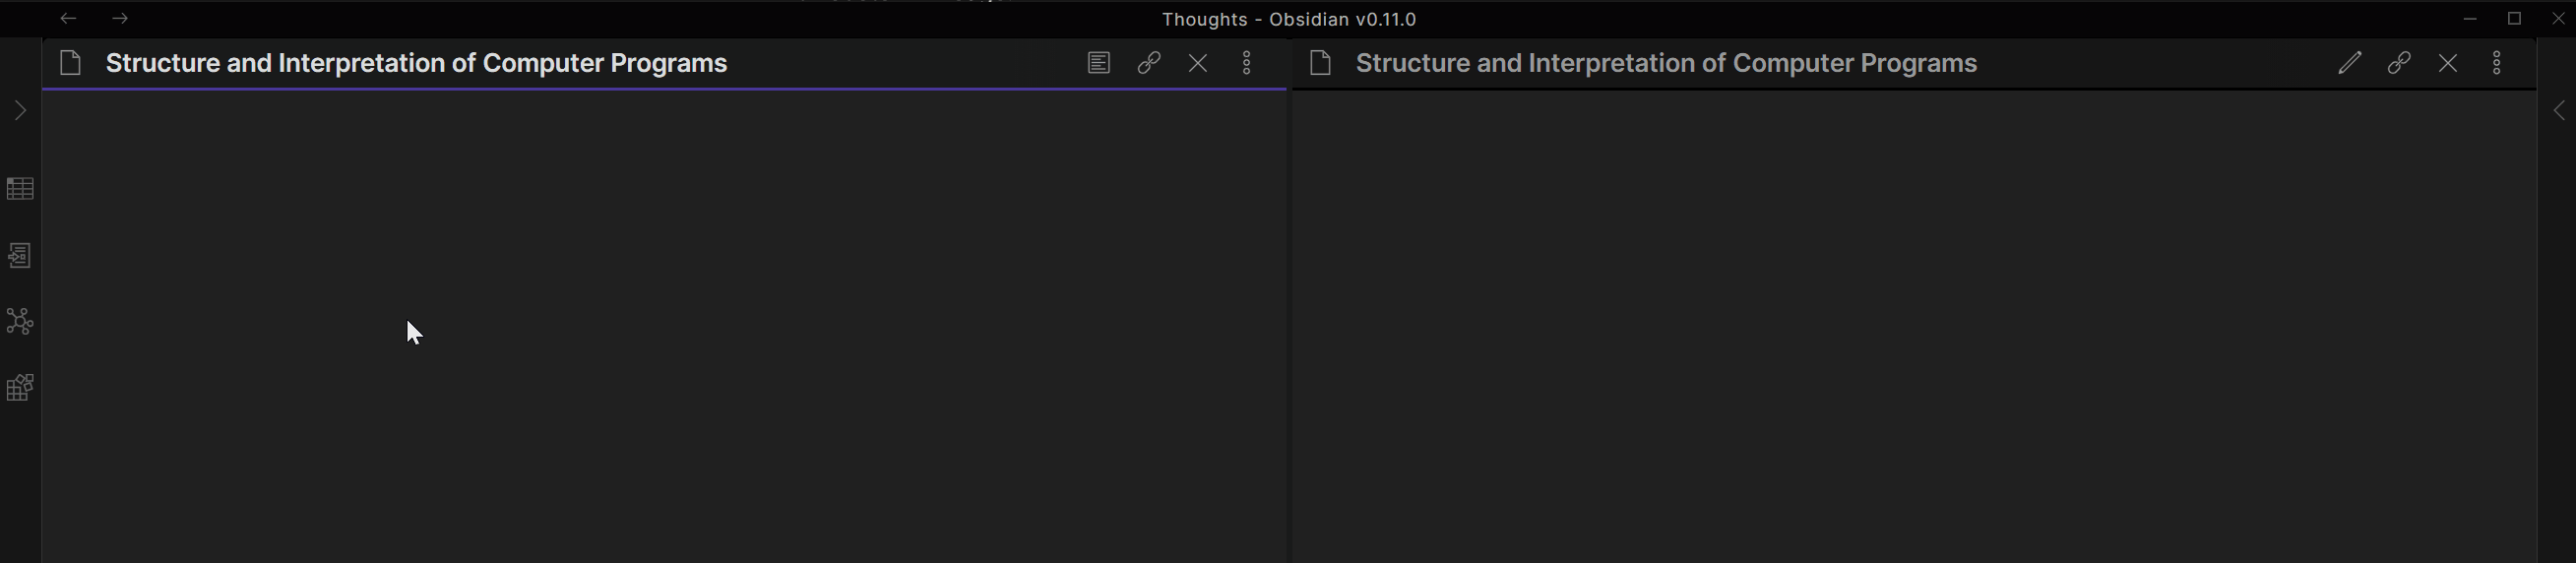 Thoughts - Obsidian v0.11.0
Structure and Interpretation of Computer Programs
Structure and Interpretation of Computer Programs